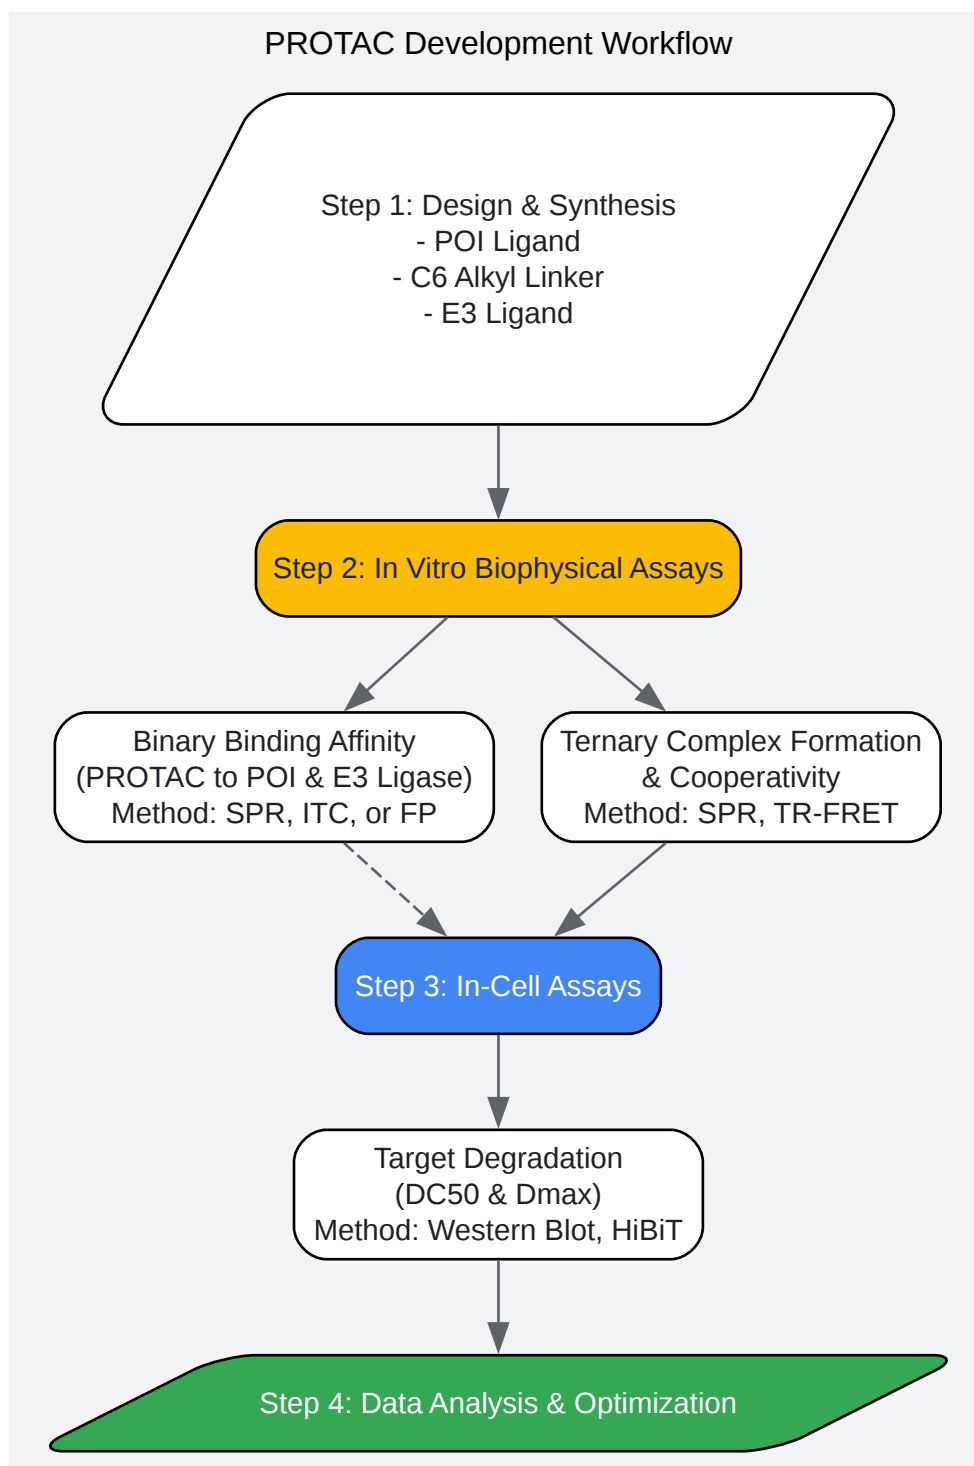 PROTAC Development Workflow
Step 1: Design & Synthesis
- POI Ligand
- C6 Alkyl Linker
- E3 Ligand
Step 2: In Vitro Biophysical Assays
Binary Binding Affinity
(PROTAC to POI & E3 Ligase)
Method: SPR, ITC, or FP
Ternary Complex Formation
& Cooperativity
Method: SPR, TR-FRET
Step 3: In-Cell Assays
Target Degradation
(DC50 & Dmax)
Method: Western Blot, HiBiT
Step 4: Data Analysis & Optimization